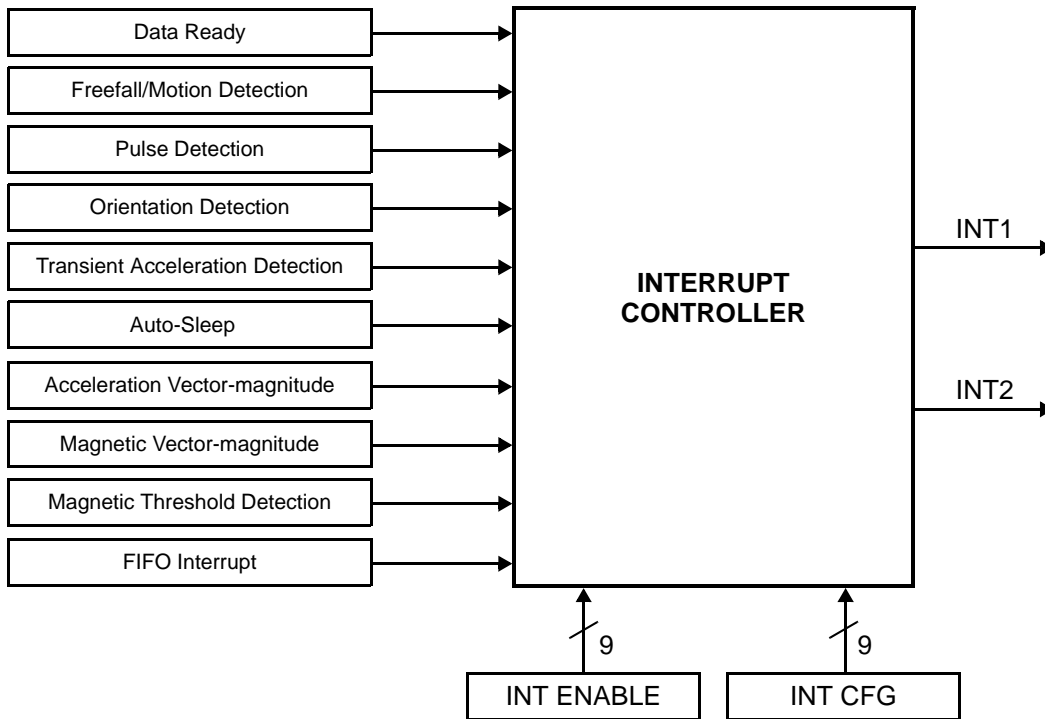 Data Ready
Freefall/Motion Detection
Pulse Detection
Orientation Detection
Transient Acceleration Detection
Auto-Sleep
Acceleration Vector-magnitude
Magnetic Vector-magnitude
Magnetic Threshold Detection
FIFO Interrupt
INTERRUPT
CONTROLLER
INT1
INT2
9
9
INT ENABLE
INT CFG